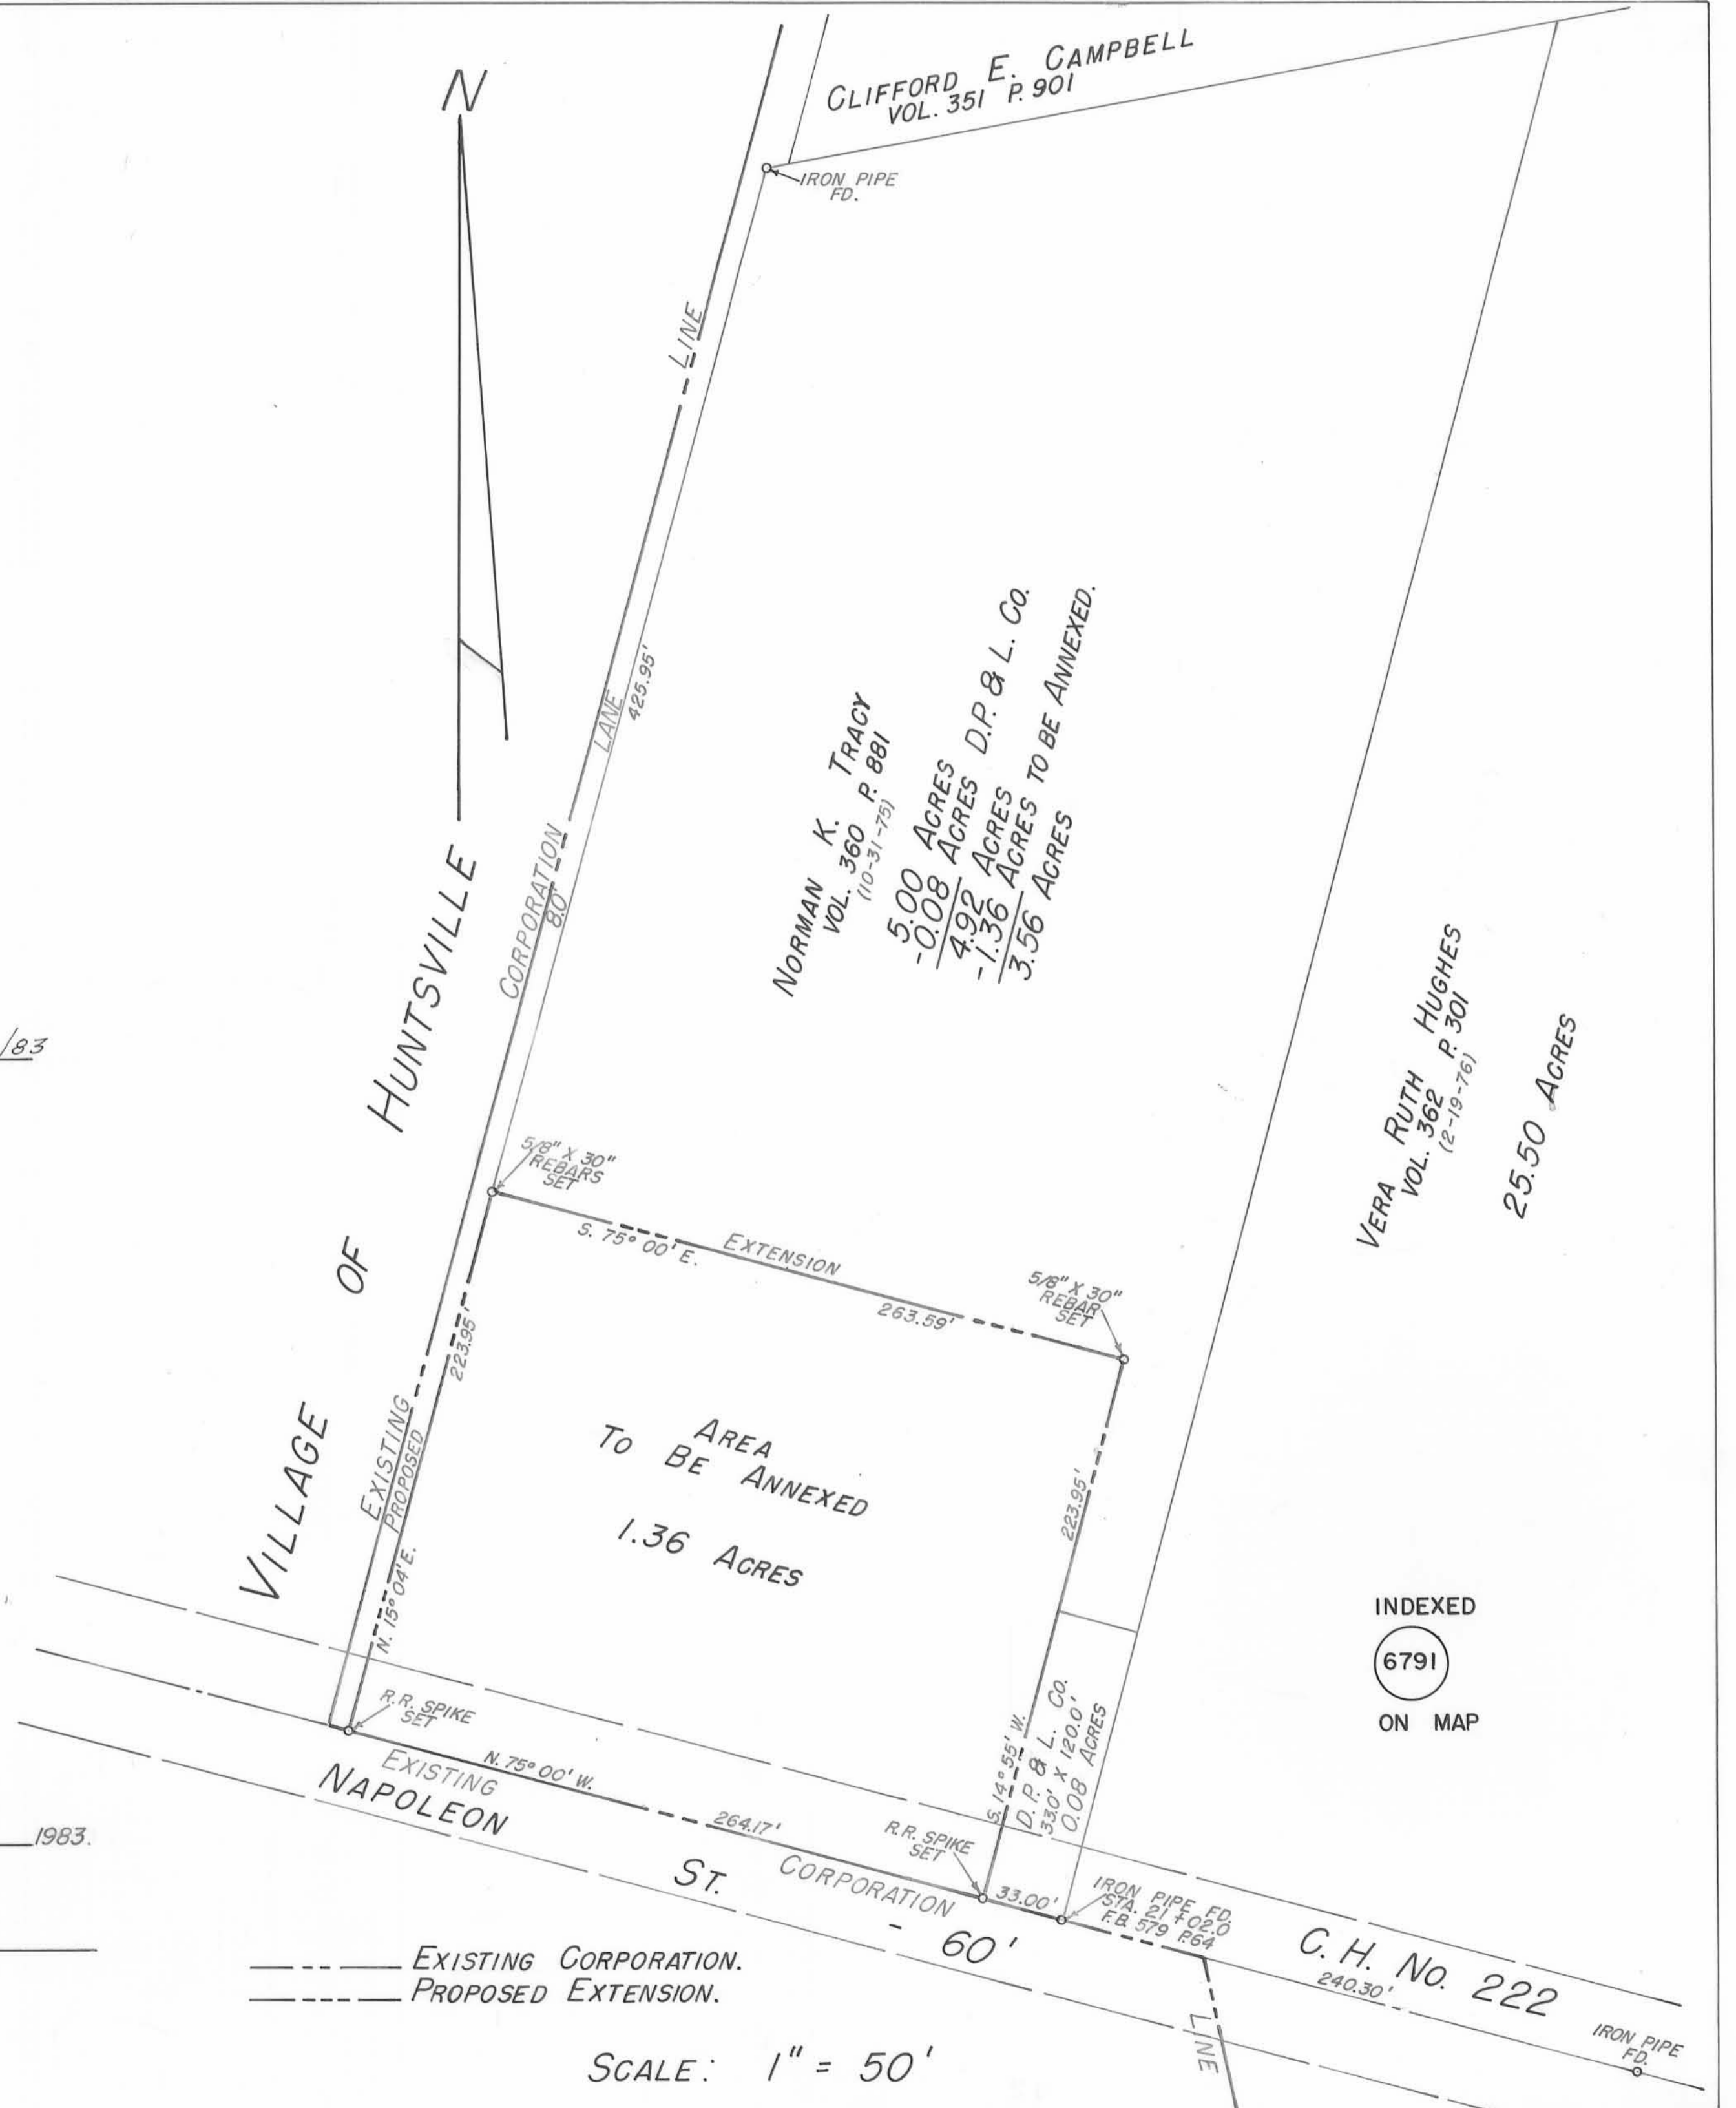 N
CLIFFORD E. CAMPBELL
VOL. 351 P. 901
IRON PIPE
FD.
LINE
LANE
425.95'
CORPORATION
80'
NORMAN K. TRACY
VOL. 360 P. 881
(10-31-75)
5.00 ACRES
-0.08 ACRES D.P. & L. CO.
4.92 ACRES
-1.36 ACRES TO BE ANNEXED.
3.56 ACRES
VERA RUTH HUGHES
VOL. 362 P. 301
(2-19-76)
25.50 ACRES
VILLAGE OF HUNTSVILLE
/83
5/8" X 30"
REBARS
SET
S. 75° 00' E.
EXTENSION
263.59'
5/8" X 30"
REBAR
SET
EXISTING
PROPOSED
223.95'
N. 15° 04' E.
AREA
TO BE ANNEXED
1.36 ACRES
223.95'
S. 14° 55' W.
D.P. & L. CO.
33.0' X 120.0'
0.08 ACRES
INDEXED
6791
ON MAP
R.R. SPIKE
SET
EXISTING
N. 75° 00' W.
264.17'
CORPORATION
R.R. SPIKE
SET
33.00'
IRON PIPE FD.
STA. 21+02.0
F.B. 579 P.64
NAPOLEON ST. - 60'
C.H. NO. 222
240.30'
IRON PIPE
FD.
LINE
1983.
EXISTING CORPORATION.
PROPOSED EXTENSION.
SCALE: 1" = 50'